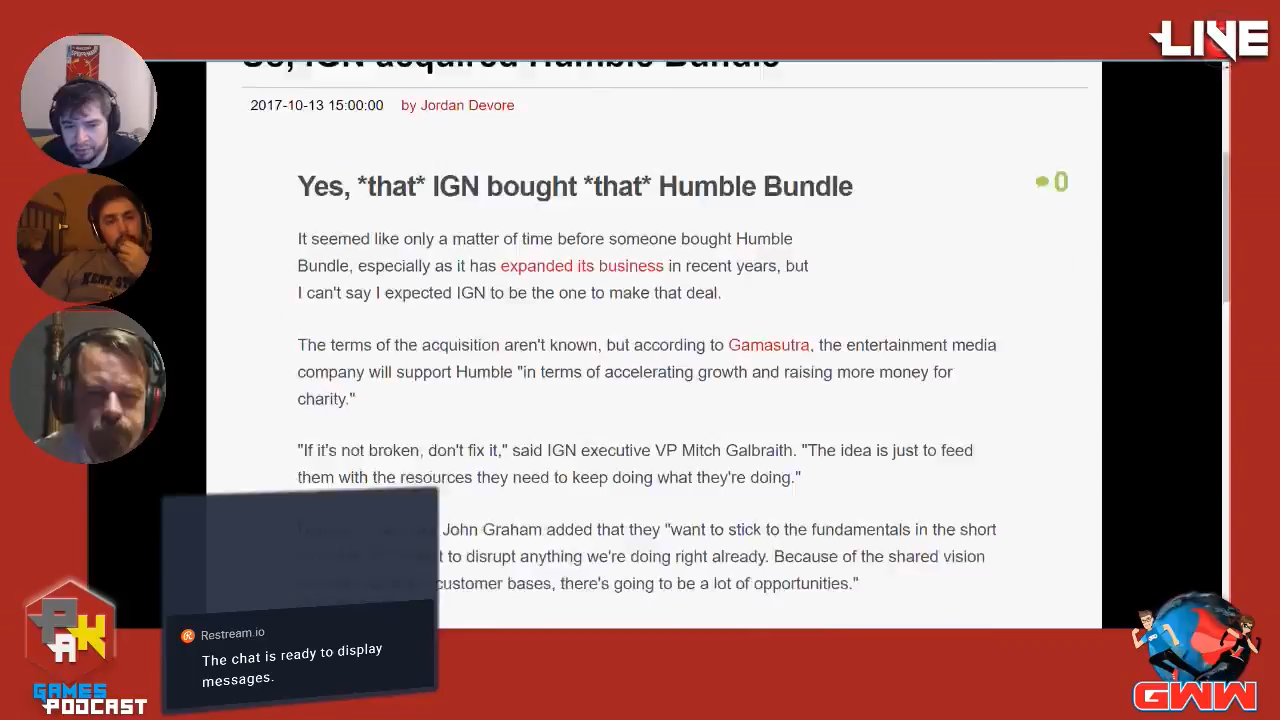 LIVE
So, IGN acquired Humble Bundle
2017-10-13 15:00:00 by Jordan Devore
Yes, *that* IGN bought *that* Humble Bundle
0
It seemed like only a matter of time before someone bought Humble
Bundle, especially as it has expanded its business in recent years, but
I can't say I expected IGN to be the one to make that deal.
The terms of the acquisition aren't known, but according to Gamasutra, the entertainment media
company will support Humble "in terms of accelerating growth and raising more money for
charity."
"If it's not broken, don't fix it," said IGN executive VP Mitch Galbraith. "The idea is just to feed
them with the resources they need to keep doing what they're doing."
John Graham added that they "want to stick to the fundamentals in the short
to disrupt anything we're doing right already. Because of the shared vision
customer bases, there's going to be a lot of opportunities."
Restream.io
The chat is ready to display
messages.
KENT
PAK
GAMES
PODCAST
GWW